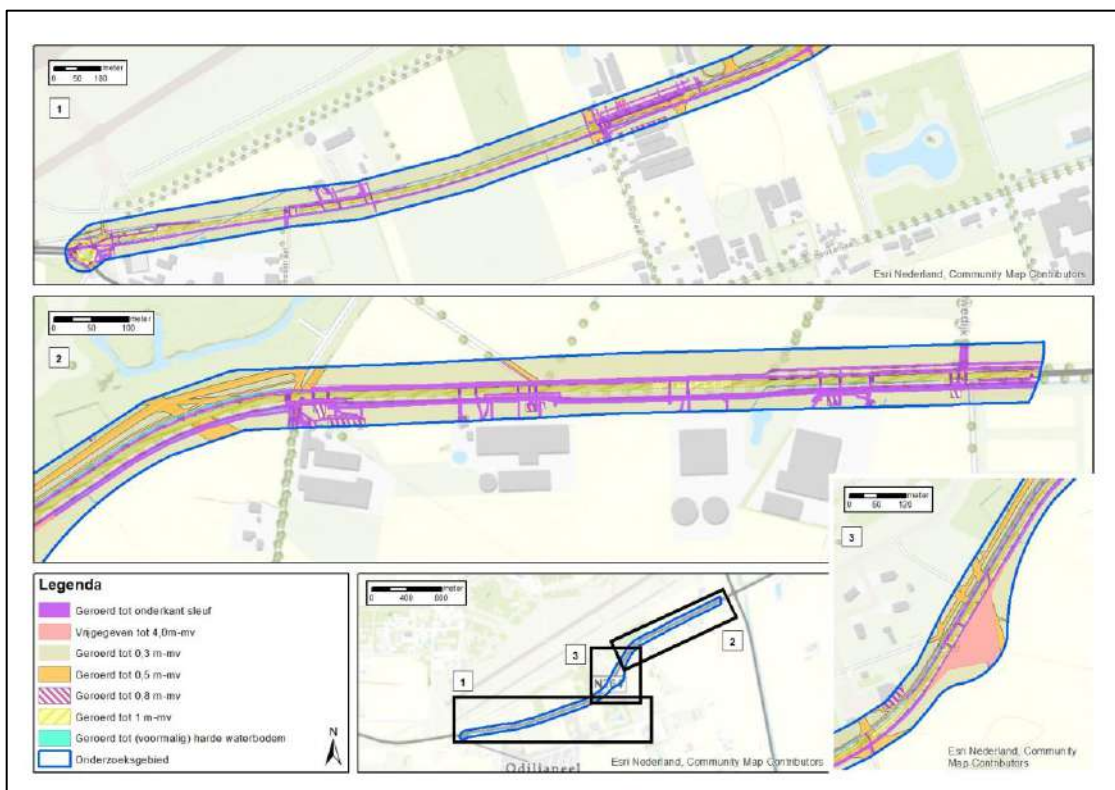 meter
0 50 100
1
Esri Nederland, Community Map Contributors
meter
0 50 100
2
meter
0 60 120
3
Esri Nederland, Community
Map Contributors
Legenda
Geroerd tot onderkant sleuf
Vrijgegeven tot 4,0m-mv
Geroerd tot 0,3 m-mv
Geroerd tot 0,5 m-mv
Geroerd tot 0,8 m-mv
Geroerd tot 1 m-mv
Geroerd tot (voormalig) harde waterbodem
Onderzoeksgebied
N
meter
0 400 800
1
2
3
Odiliapeel
Esri Nederland, Community Map Contributors